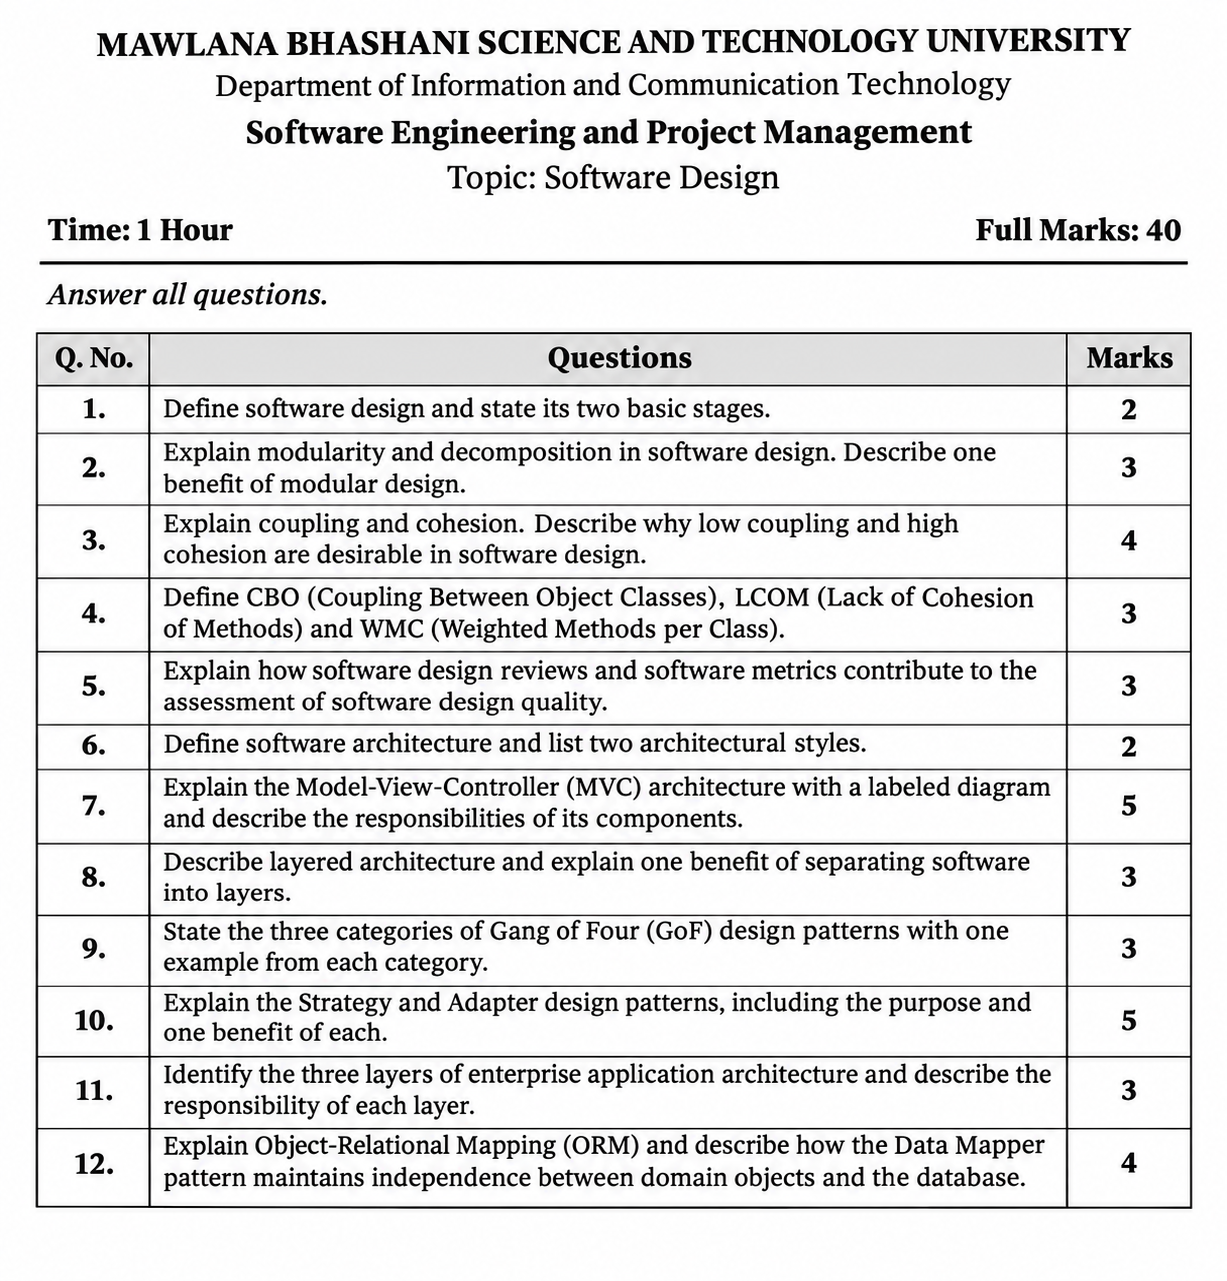 MAWLANA BHASHANI SCIENCE AND TECHNOLOGY UNIVERSITY
Department of Information and Communication Technology
Software Engineering and Project Management
Topic: Software Design
Time: 1 Hour Full Marks: 40
Answer all questions.
Q. No. Questions Marks
1. Define software design and state its two basic stages. 2
2. Explain modularity and decomposition in software design. Describe one
benefit of modular design. 3
3. Explain coupling and cohesion. Describe why low coupling and high
cohesion are desirable in software design. 4
4. Define CBO (Coupling Between Object Classes), LCOM (Lack of Cohesion
of Methods) and WMC (Weighted Methods per Class). 3
5. Explain how software design reviews and software metrics contribute to the
assessment of software design quality. 3
6. Define software architecture and list two architectural styles. 2
7. Explain the Model-View-Controller (MVC) architecture with a labeled diagram
and describe the responsibilities of its components. 5
8. Describe layered architecture and explain one benefit of separating software
into layers. 3
9. State the three categories of Gang of Four (GoF) design patterns with one
example from each category. 3
10. Explain the Strategy and Adapter design patterns, including the purpose and
one benefit of each. 5
11. Identify the three layers of enterprise application architecture and describe the
responsibility of each layer. 3
12. Explain Object-Relational Mapping (ORM) and describe how the Data Mapper
pattern maintains independence between domain objects and the database. 4